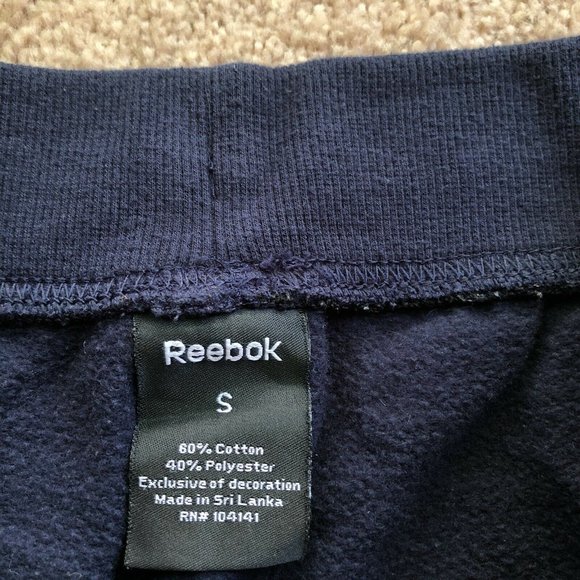 Reebok
S
60% Cotton
40% Polyester
Exclusive of decoration
Made in Sri Lanka
RN# 104141